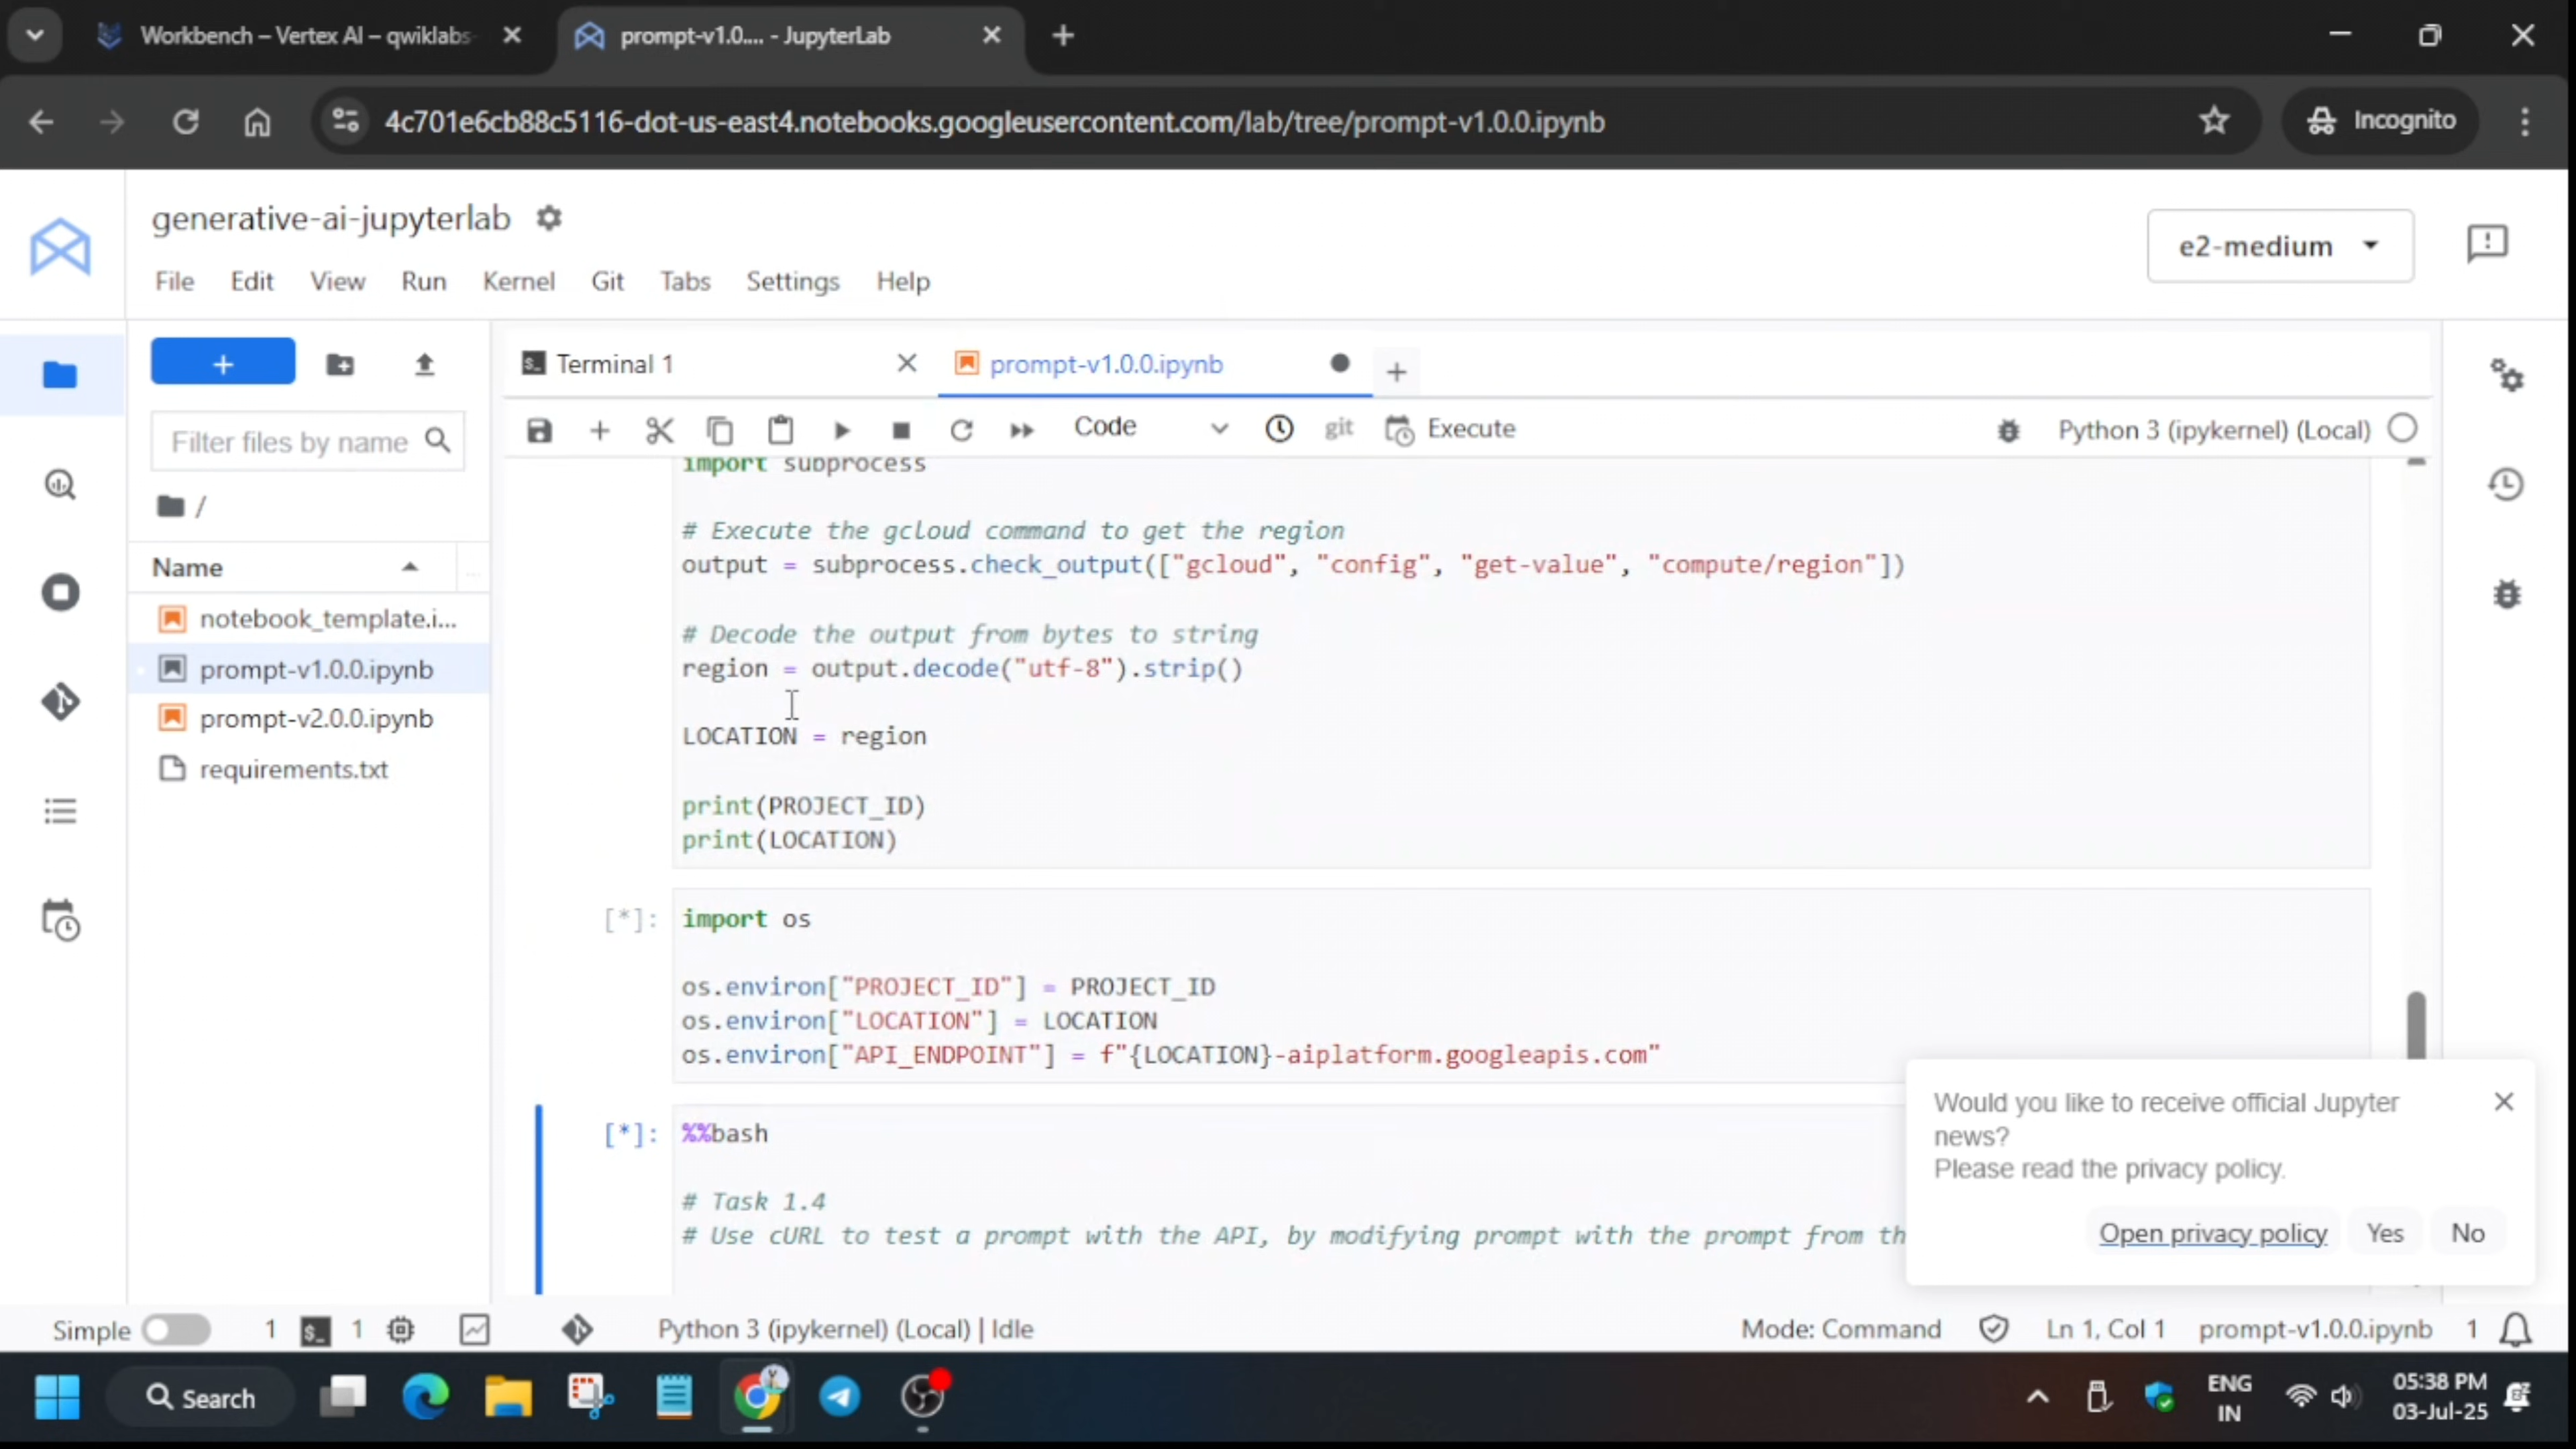 Workbench – Vertex AI – qwiklabs-
prompt-v1.0.... - JupyterLab
4c701e6cb88c5116-dot-us-east4.notebooks.googleusercontent.com/lab/tree/prompt-v1.0.0.ipynb
Incognito
generative-ai-jupyterlab
e2-medium
File Edit View Run Kernel Git Tabs Settings Help
Terminal 1
prompt-v1.0.0.ipynb
Filter files by name
Code
git
Execute
Python 3 (ipykernel) (Local)
/
Name
notebook_template.i...
prompt-v1.0.0.ipynb
prompt-v2.0.0.ipynb
requirements.txt
import subprocess
# Execute the gcloud command to get the region
output = subprocess.check_output(["gcloud", "config", "get-value", "compute/region"])
# Decode the output from bytes to string
region = output.decode("utf-8").strip()
LOCATION = region
print(PROJECT_ID)
print(LOCATION)
[*]: import os
os.environ["PROJECT_ID"] = PROJECT_ID
os.environ["LOCATION"] = LOCATION
os.environ["API_ENDPOINT"] = f"{LOCATION}-aiplatform.googleapis.com"
[*]: %%bash
# Task 1.4
# Use cURL to test a prompt with the API, by modifying prompt with the prompt from th
Would you like to receive official Jupyter
news?
Please read the privacy policy.
Open privacy policy Yes No
Simple 1 $_ 1 Python 3 (ipykernel) (Local) | Idle Mode: Command Ln 1, Col 1 prompt-v1.0.0.ipynb 1
Search
ENG
IN
05:38 PM
03-Jul-25